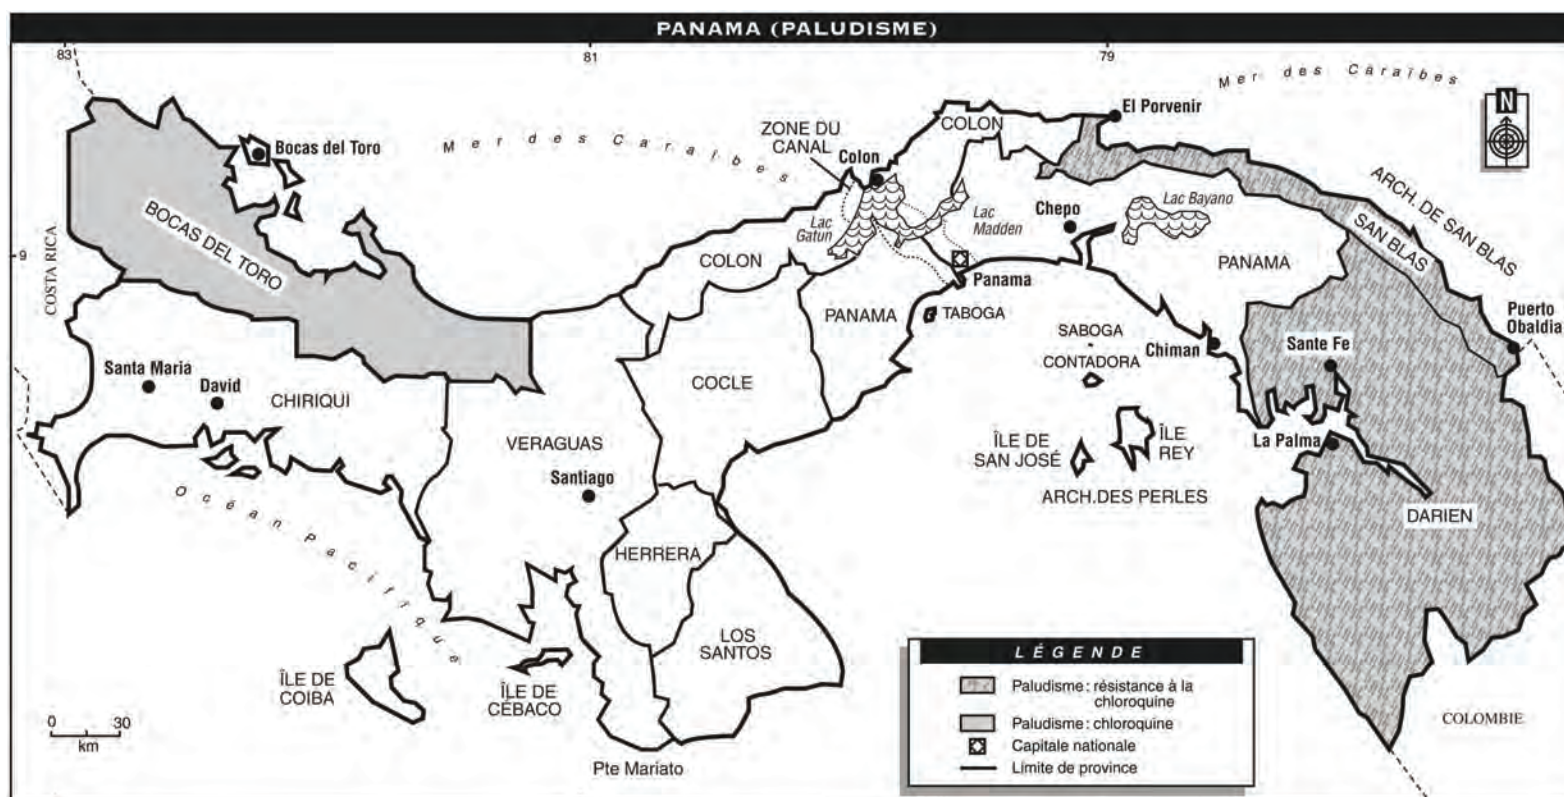 PANAMA (PALUDISME)
83
81
79
Mer des Caraïbes
N
El Porvenir
COLON
ZONE DU
CANAL
Bocas del Toro
Mer des Caraïbes
Colon
ARCH. DE SAN BLAS
Lac Bayano
BOCAS DEL TORO
Lac
Gatun
Lac
Madden
Chepo
SAN BLAS
COSTA RICA
9
COLON
PANAMA
Panama
PANAMA
TABOGA
Puerto
Obaldia
SABOGA
CONTADORA
Chiman
Sante Fe
Santa Maria
David
CHIRIQUI
COCLE
VERAGUAS
Santiago
ÎLE DE
SAN JOSÉ
ÎLE
REY
La Palma
ARCH.DES PERLES
Océan Pacifique
DARIEN
HERRERA
LOS
SANTOS
ÎLE DE
COIBA
ÎLE DE
CÉBACO
0 30
km
Pte Mariato
COLOMBIE
LÉGENDE
Paludisme : résistance à la
chloroquine
Paludisme : chloroquine
Capitale nationale
Limite de province